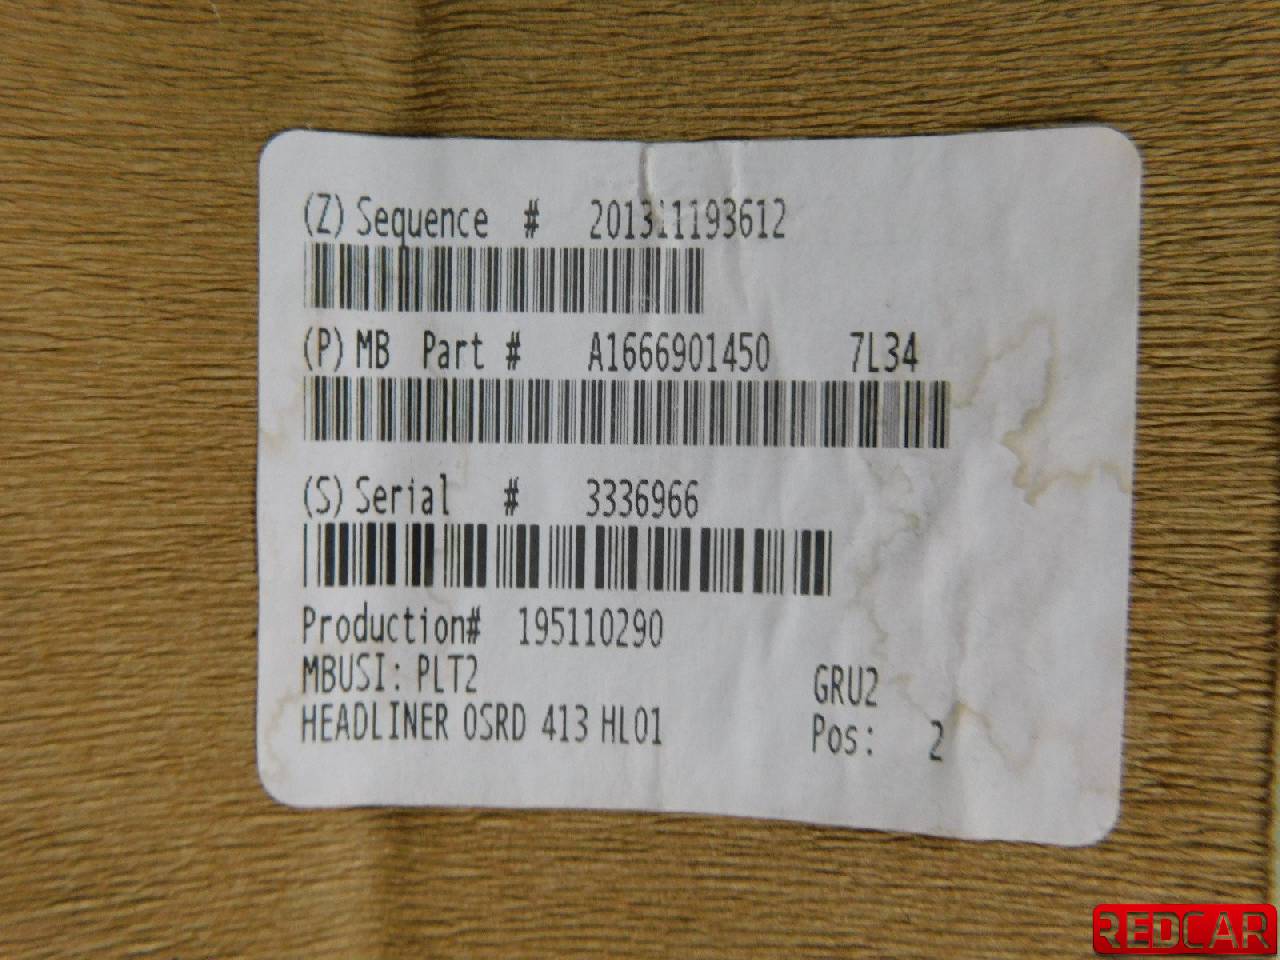 (Z) Sequence # 201311193612
(P) MB Part # A1666901450 7L34
(S) Serial # 3336966
Production# 195110290
MBUSI: PLT2 GRU2
HEADLINER OSRD 413 HL01 Pos: 2
REDCAR